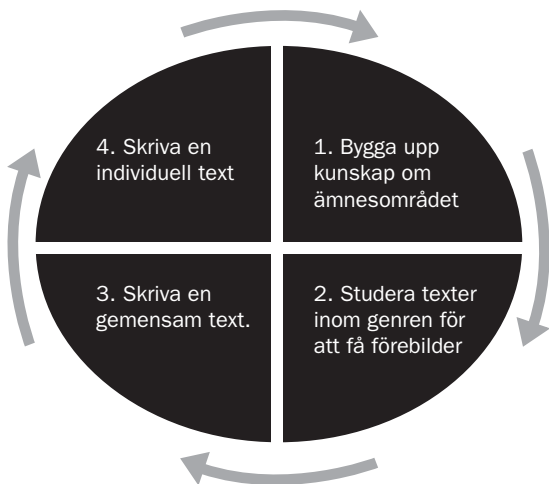 4. Skriva en
individuell text
1. Bygga upp
kunskap om
ämnesområdet
3. Skriva en
gemensam text.
2. Studera texter
inom genren för
att få förebilder